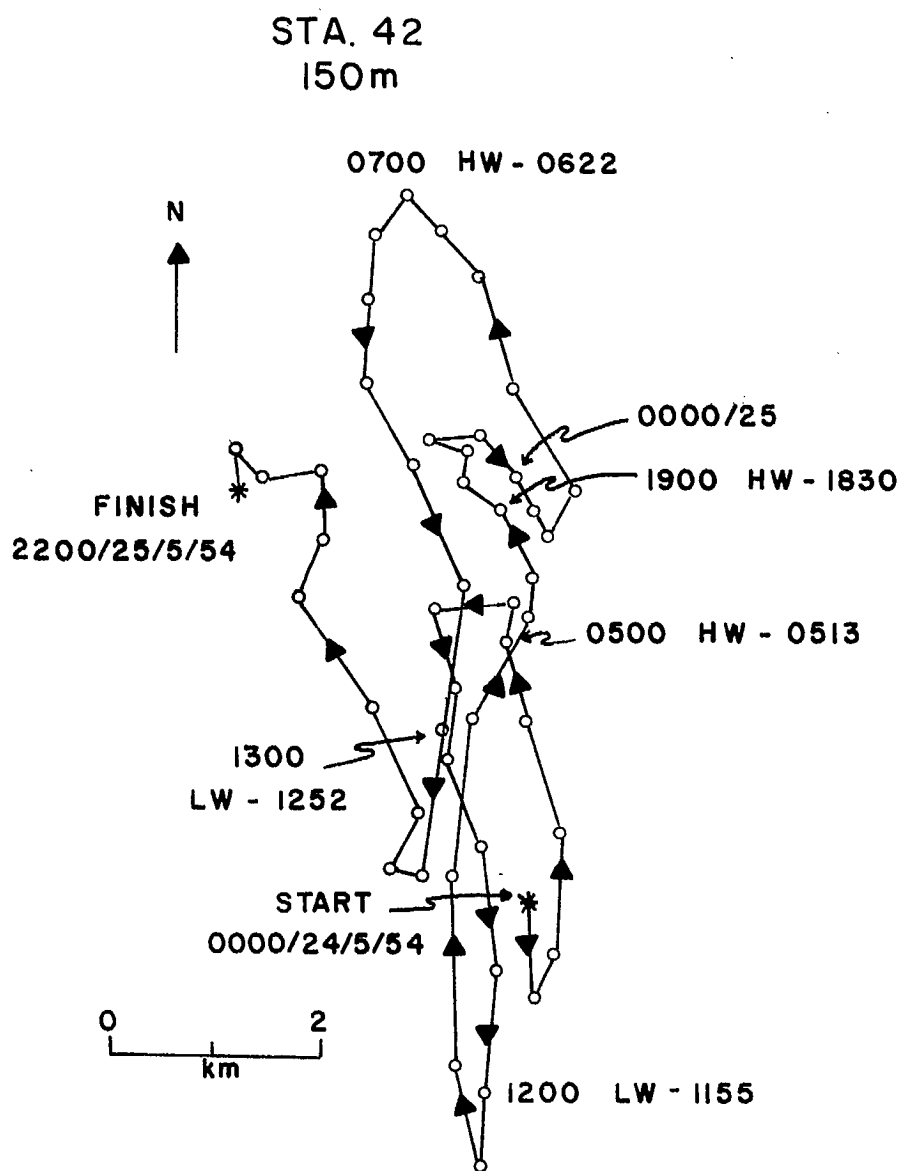 STA. 42
150m
0700 HW - 0622
N
0000/25
1900 HW - 1830
FINISH
2200/25/5/54
0500 HW - 0513
1300
LW - 1252
START
0000/24/5/54
0 2
km
1200 LW - 1155